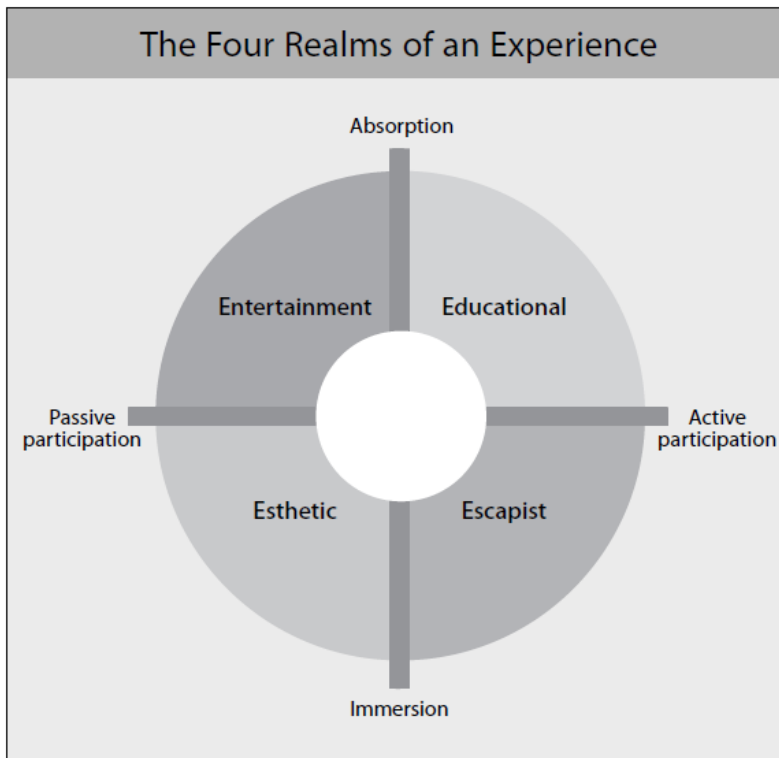 The Four Realms of an Experience
Absorption
Entertainment
Educational
Passive
participation
Active
participation
Esthetic
Escapist
Immersion